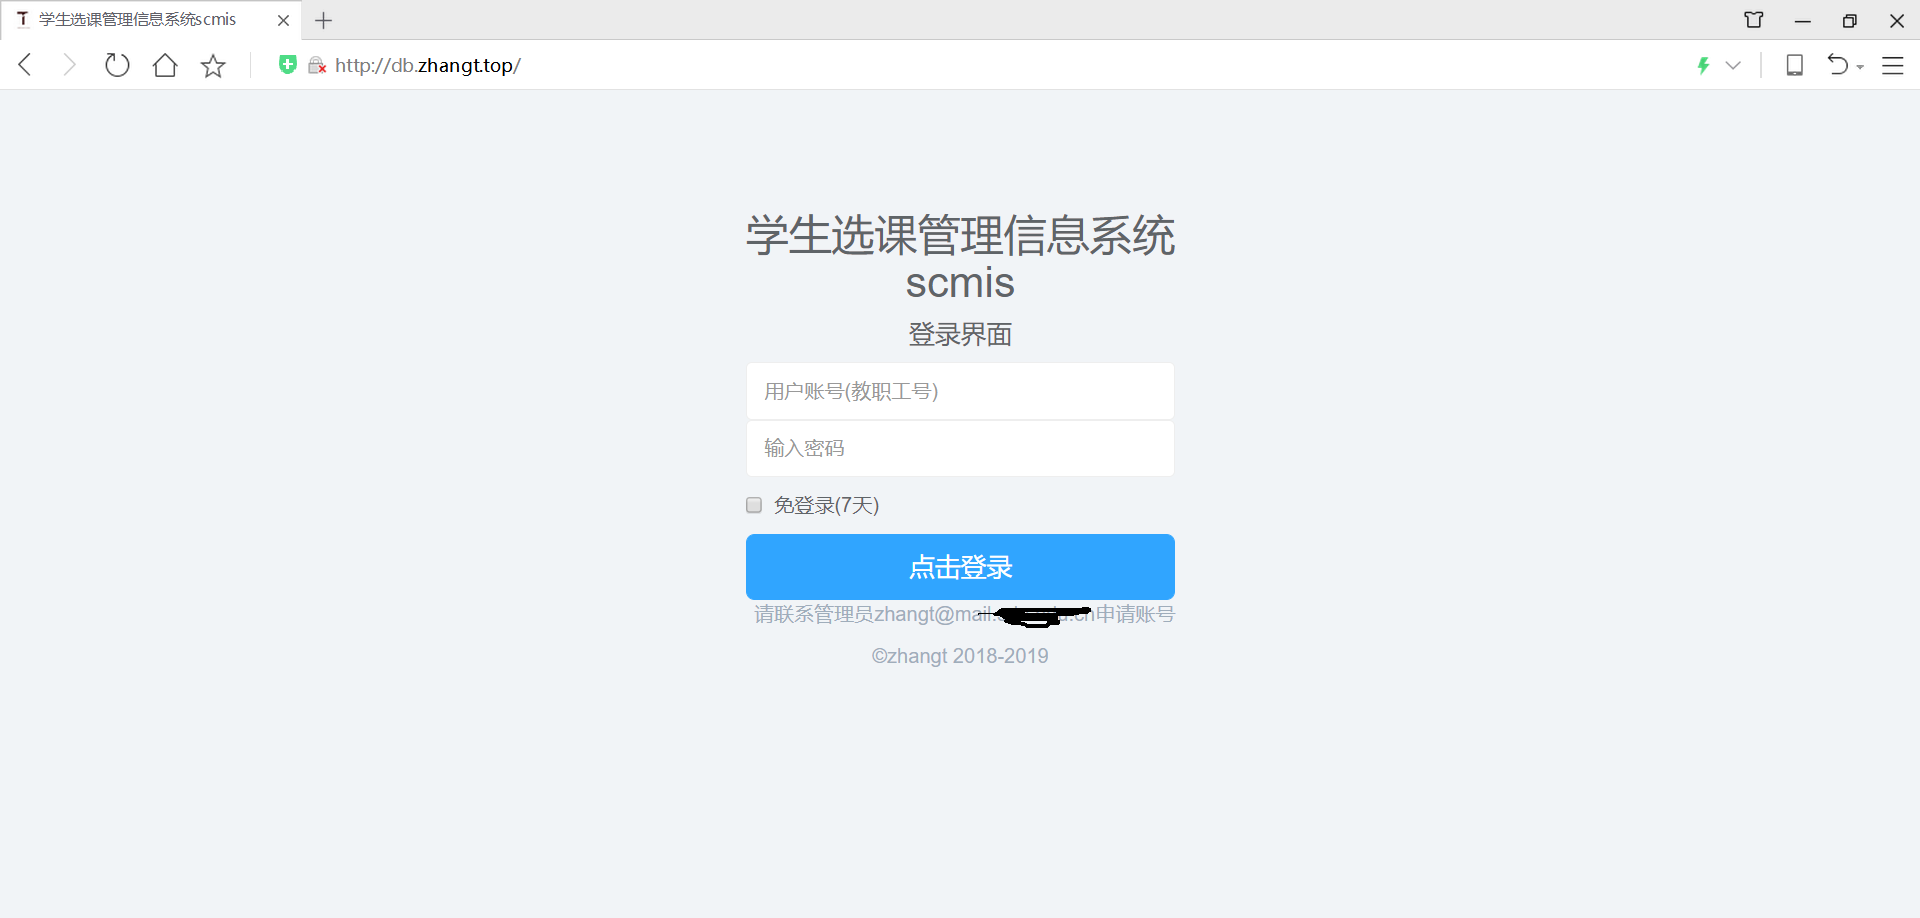 学生选课管理信息系统scmis
http://db.zhangt.top/
学生选课管理信息系统
scmis
登录界面
用户账号(教职工号)
输入密码
免登录(7天)
点击登录
请联系管理员zhangt@mail. .cn申请账号
©zhangt 2018-2019